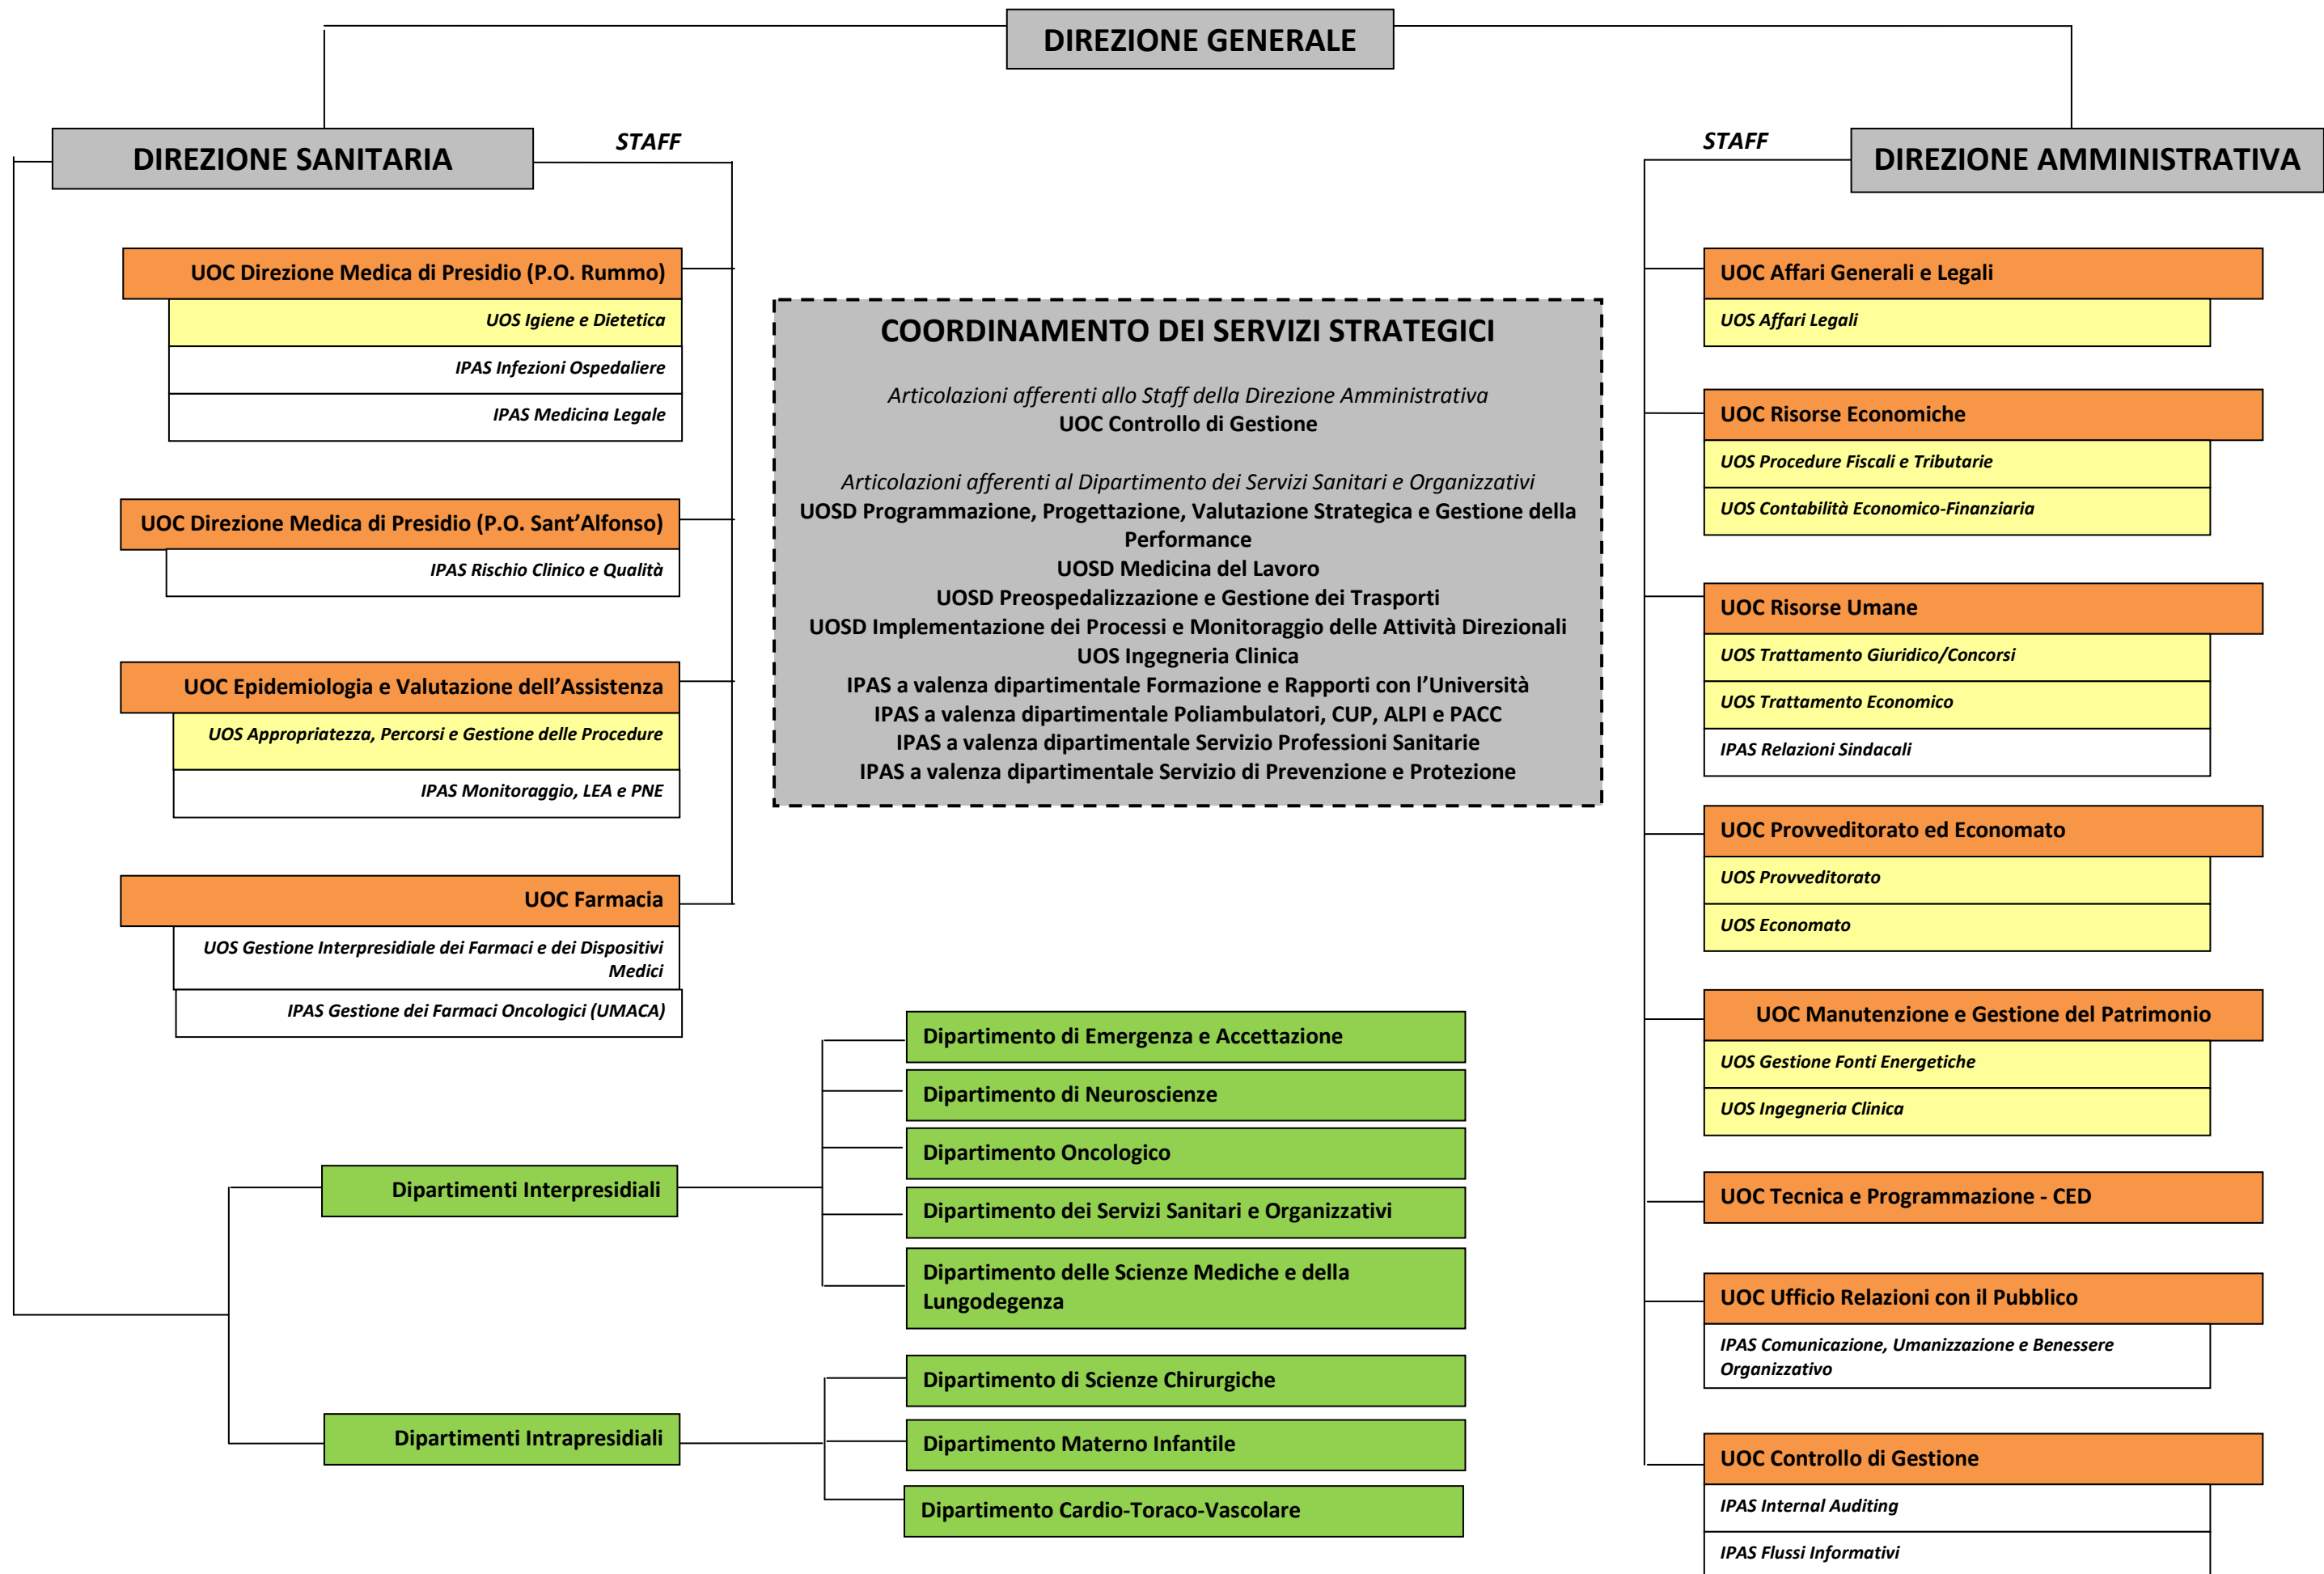 DIREZIONE GENERALE
DIREZIONE SANITARIA
STAFF
STAFF
DIREZIONE AMMINISTRATIVA
UOC Direzione Medica di Presidio (P.O. Rummo)
UOS Igiene e Dietetica
IPAS Infezioni Ospedaliere
IPAS Medicina Legale
UOC Direzione Medica di Presidio (P.O. Sant’Alfonso)
IPAS Rischio Clinico e Qualità
UOC Epidemiologia e Valutazione dell’Assistenza
UOS Appropriatezza, Percorsi e Gestione delle Procedure
IPAS Monitoraggio, LEA e PNE
UOC Farmacia
UOS Gestione Interpresidiale dei Farmaci e dei Dispositivi
Medici
IPAS Gestione dei Farmaci Oncologici (UMACA)
COORDINAMENTO DEI SERVIZI STRATEGICI
Articolazioni afferenti allo Staff della Direzione Amministrativa
UOC Controllo di Gestione
Articolazioni afferenti al Dipartimento dei Servizi Sanitari e Organizzativi
UOSD Programmazione, Progettazione, Valutazione Strategica e Gestione della
Performance
UOSD Medicina del Lavoro
UOSD Preospedalizzazione e Gestione dei Trasporti
UOSD Implementazione dei Processi e Monitoraggio delle Attività Direzionali
UOS Ingegneria Clinica
IPAS a valenza dipartimentale Formazione e Rapporti con l’Università
IPAS a valenza dipartimentale Poliambulatori, CUP, ALPI e PACC
IPAS a valenza dipartimentale Servizio Professioni Sanitarie
IPAS a valenza dipartimentale Servizio di Prevenzione e Protezione
UOC Affari Generali e Legali
UOS Affari Legali
UOC Risorse Economiche
UOS Procedure Fiscali e Tributarie
UOS Contabilità Economico-Finanziaria
UOC Risorse Umane
UOS Trattamento Giuridico/Concorsi
UOS Trattamento Economico
IPAS Relazioni Sindacali
UOC Provveditorato ed Economato
UOS Provveditorato
UOS Economato
UOC Manutenzione e Gestione del Patrimonio
UOS Gestione Fonti Energetiche
UOS Ingegneria Clinica
UOC Tecnica e Programmazione - CED
UOC Ufficio Relazioni con il Pubblico
IPAS Comunicazione, Umanizzazione e Benessere
Organizzativo
UOC Controllo di Gestione
IPAS Internal Auditing
IPAS Flussi Informativi
Dipartimenti Interpresidiali
Dipartimento di Emergenza e Accettazione
Dipartimento di Neuroscienze
Dipartimento Oncologico
Dipartimento dei Servizi Sanitari e Organizzativi
Dipartimento delle Scienze Mediche e della
Lungodegenza
Dipartimenti Intrapresidiali
Dipartimento di Scienze Chirurgiche
Dipartimento Materno Infantile
Dipartimento Cardio-Toraco-Vascolare